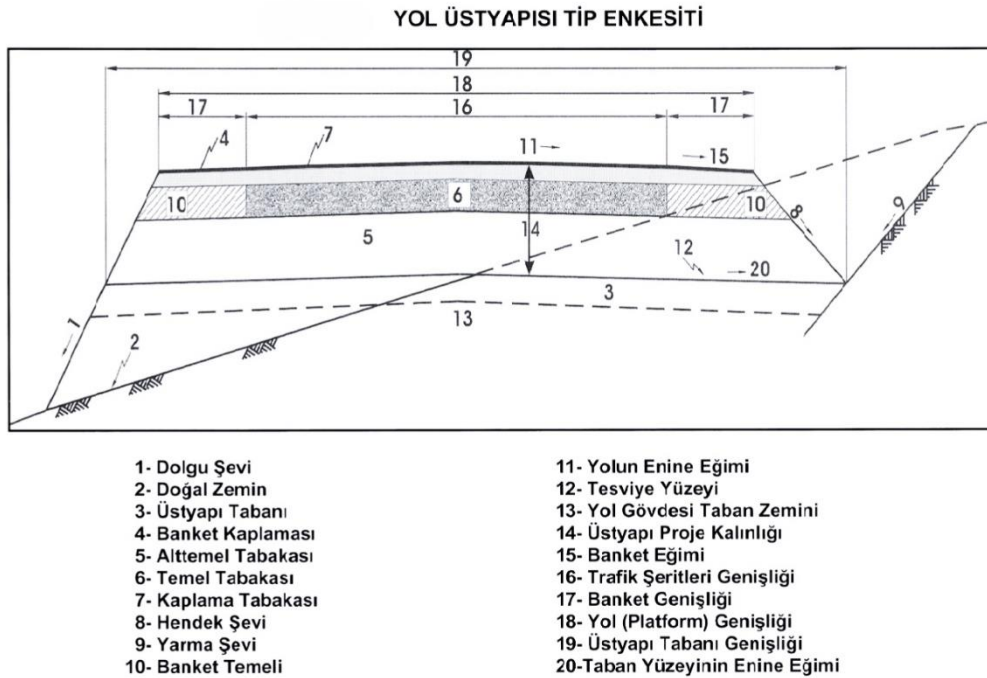 YOL ÜSTYAPISI TİP ENKESİTİ
19
18
17 16 17
4 7 11 15
10 6 10 8 9
5 14
12 20
3
13
1 2
1- Dolgu Şevi
2- Doğal Zemin
3- Üstyapı Tabanı
4- Banket Kaplaması
5- Alttemel Tabakası
6- Temel Tabakası
7- Kaplama Tabakası
8- Hendek Şevi
9- Yarma Şevi
10- Banket Temeli
11- Yolun Enine Eğimi
12- Tesviye Yüzeyi
13- Yol Gövdesi Taban Zemini
14- Üstyapı Proje Kalınlığı
15- Banket Eğimi
16- Trafik Şeritleri Genişliği
17- Banket Genişliği
18- Yol (Platform) Genişliği
19- Üstyapı Tabanı Genişliği
20-Taban Yüzeyinin Enine Eğimi